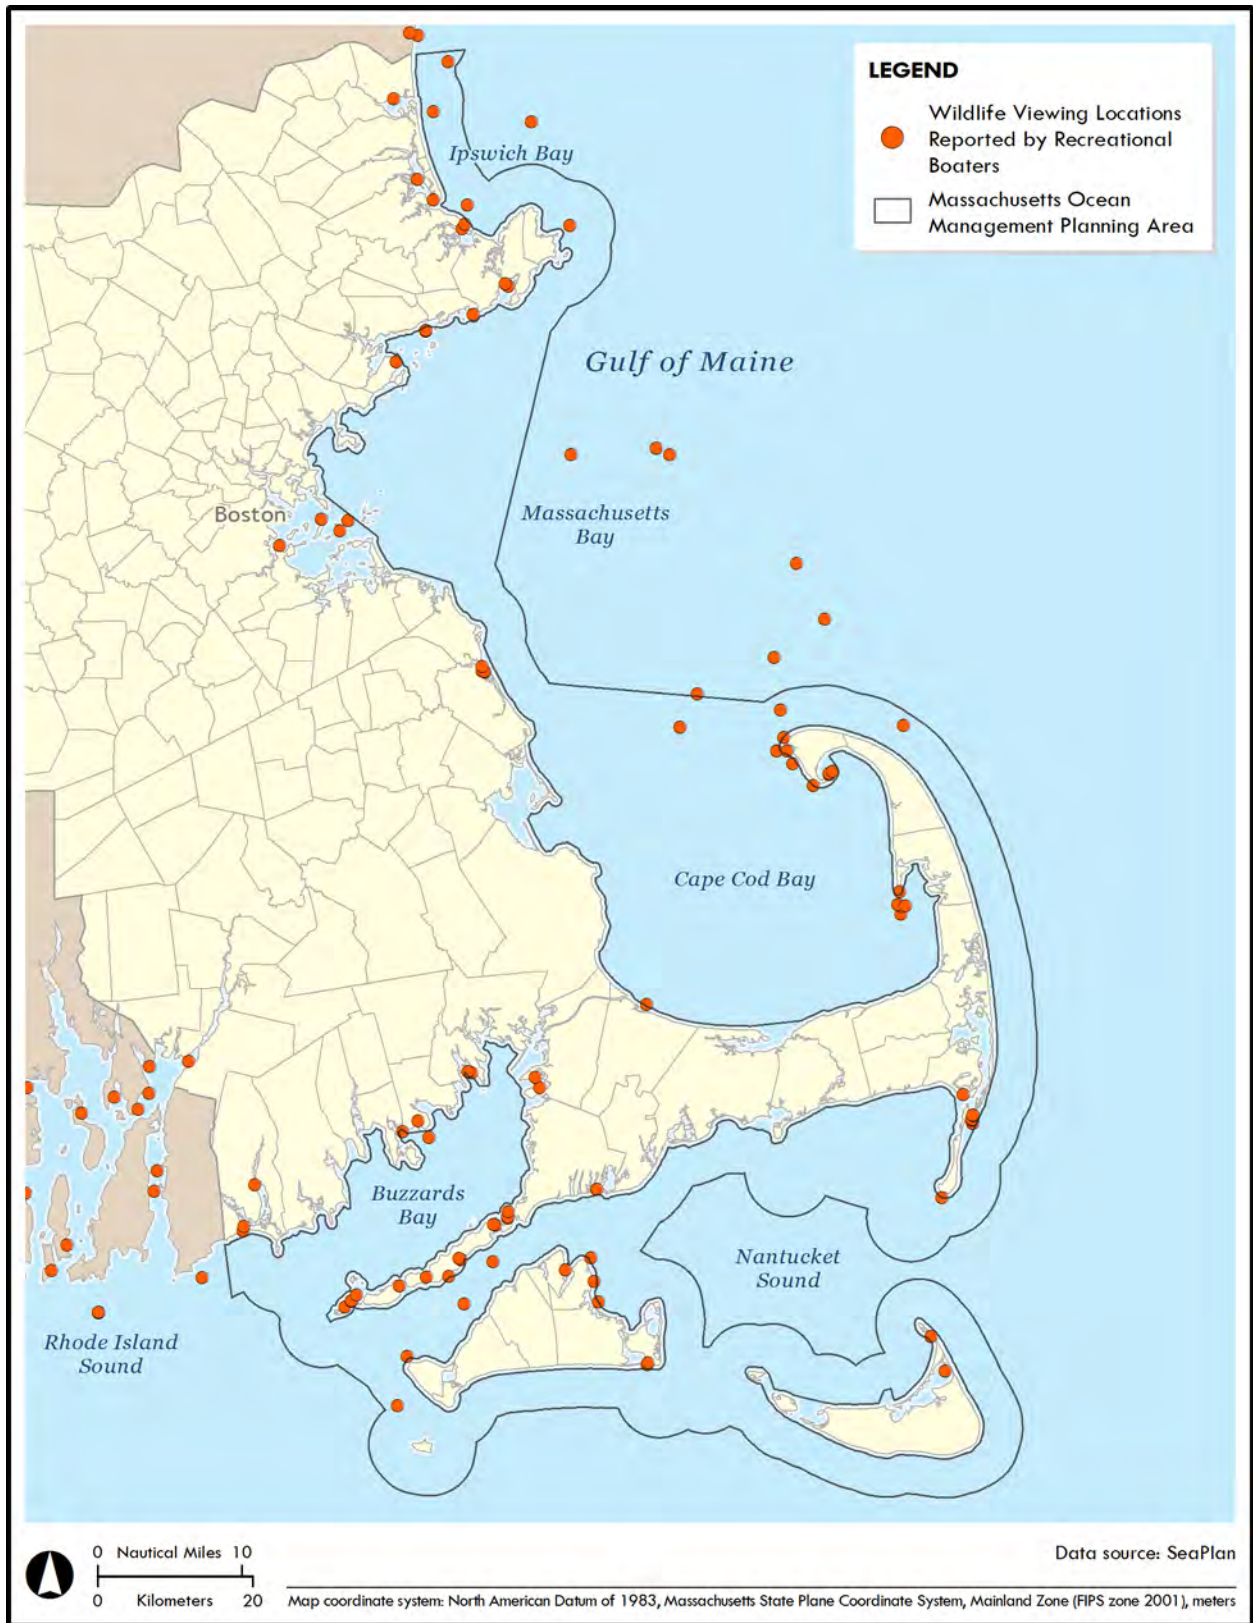 LEGEND
Wildlife Viewing Locations
Reported by Recreational
Boaters
Massachusetts Ocean
Management Planning Area
Ipswich Bay
Gulf of Maine
Massachusetts
Bay
Boston
Cape Cod Bay
Buzzards
Bay
Nantucket
Sound
Rhode Island
Sound
0 Nautical Miles 10
0 Kilometers 20
Data source: SeaPlan
Map coordinate system: North American Datum of 1983, Massachusetts State Plane Coordinate System, Mainland Zone (FIPS zone 2001), meters